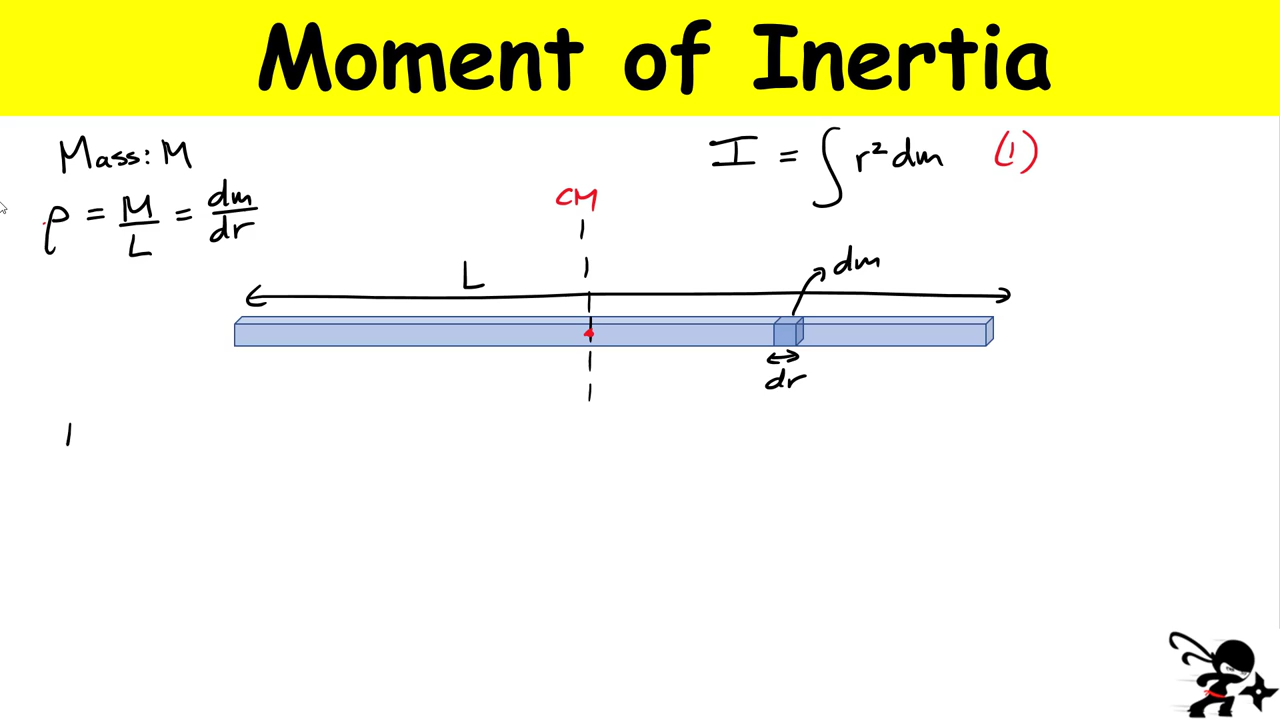 Moment of Inertia
Mass: M
I = ∫ r² dm (1)
ρ = M/L = dm/dr
CM
L
dm
dr